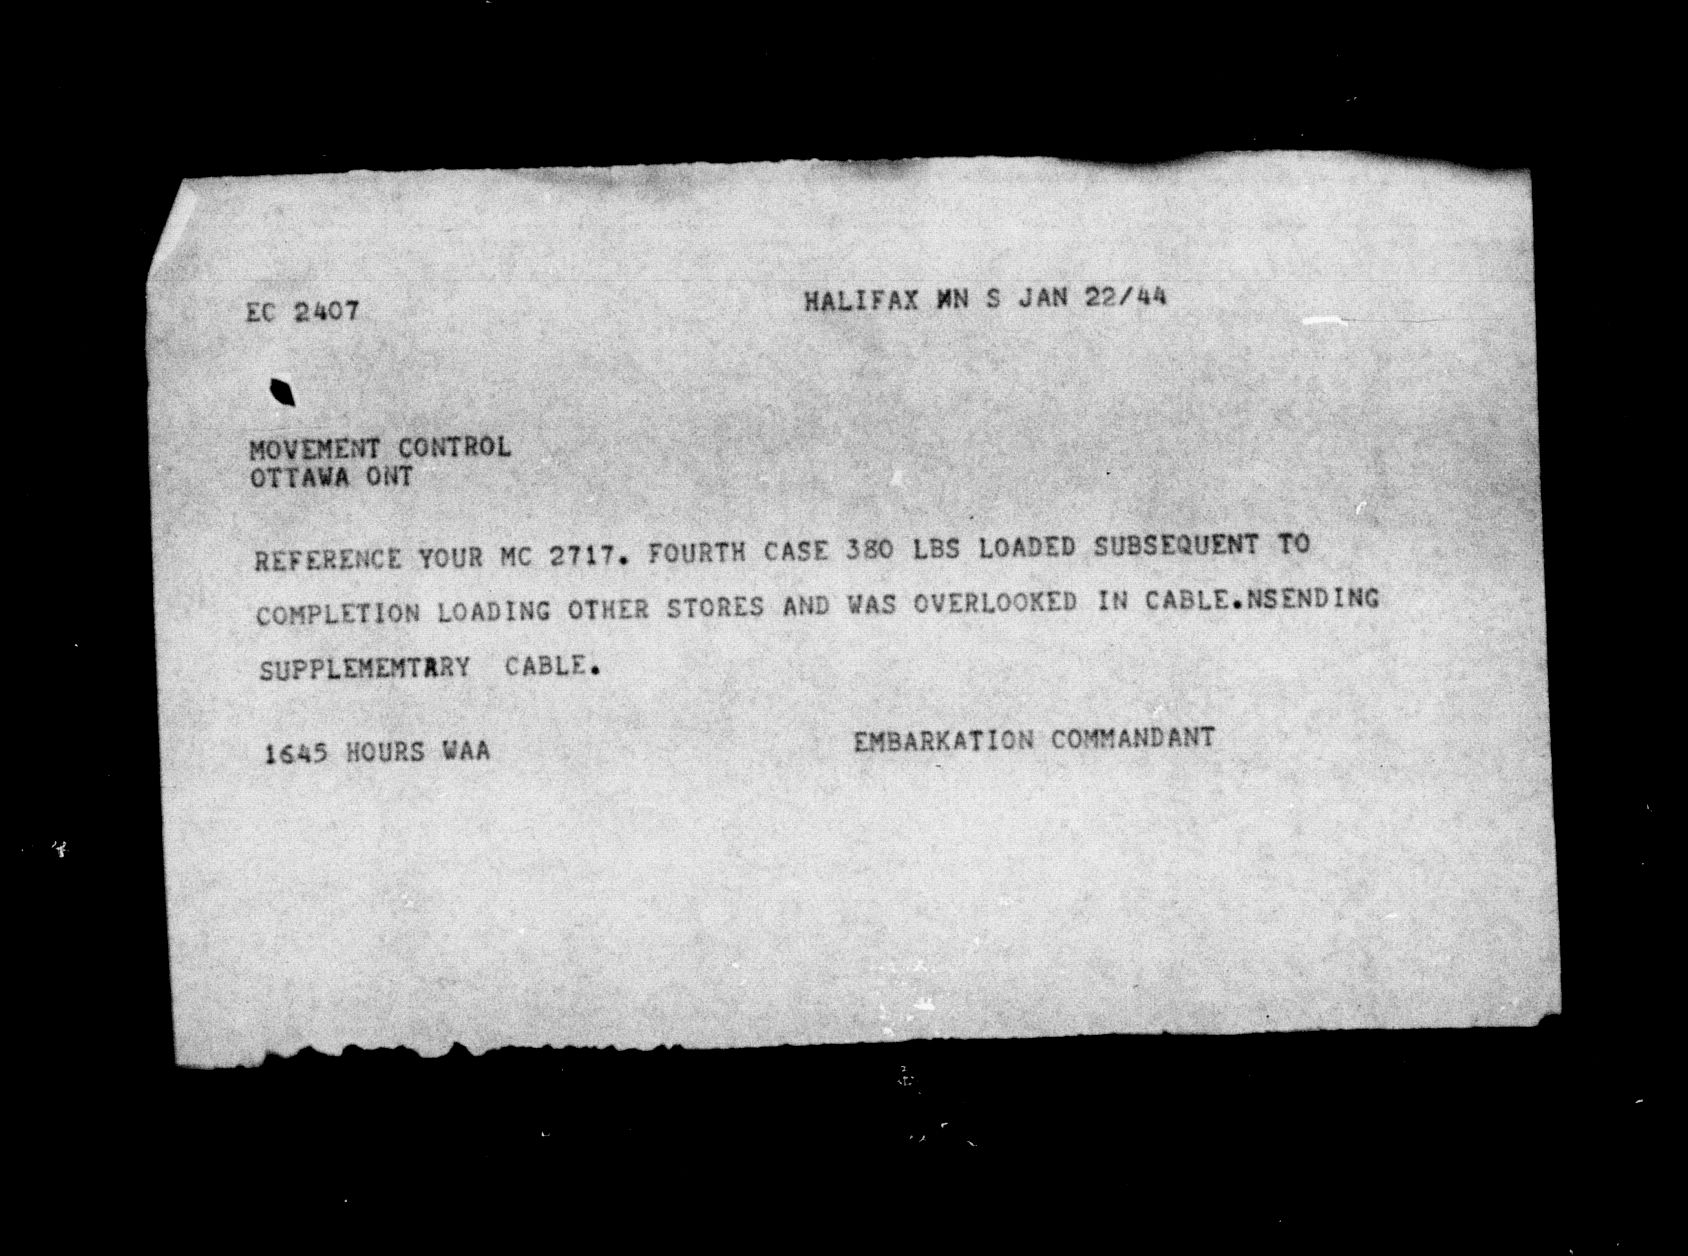 EC 2407 HALIFAX MN S JAN 22/44
MOVEMENT CONTROL
OTTAWA ONT
REFERENCE YOUR MC 2717. FOURTH CASE 380 LBS LOADED SUBSEQUENT TO
COMPLETION LOADING OTHER STORES AND WAS OVERLOOKED IN CABLE.NSENDING
SUPPLEMEMTARY CABLE.
1645 HOURS WAA EMBARKATION COMMANDANT